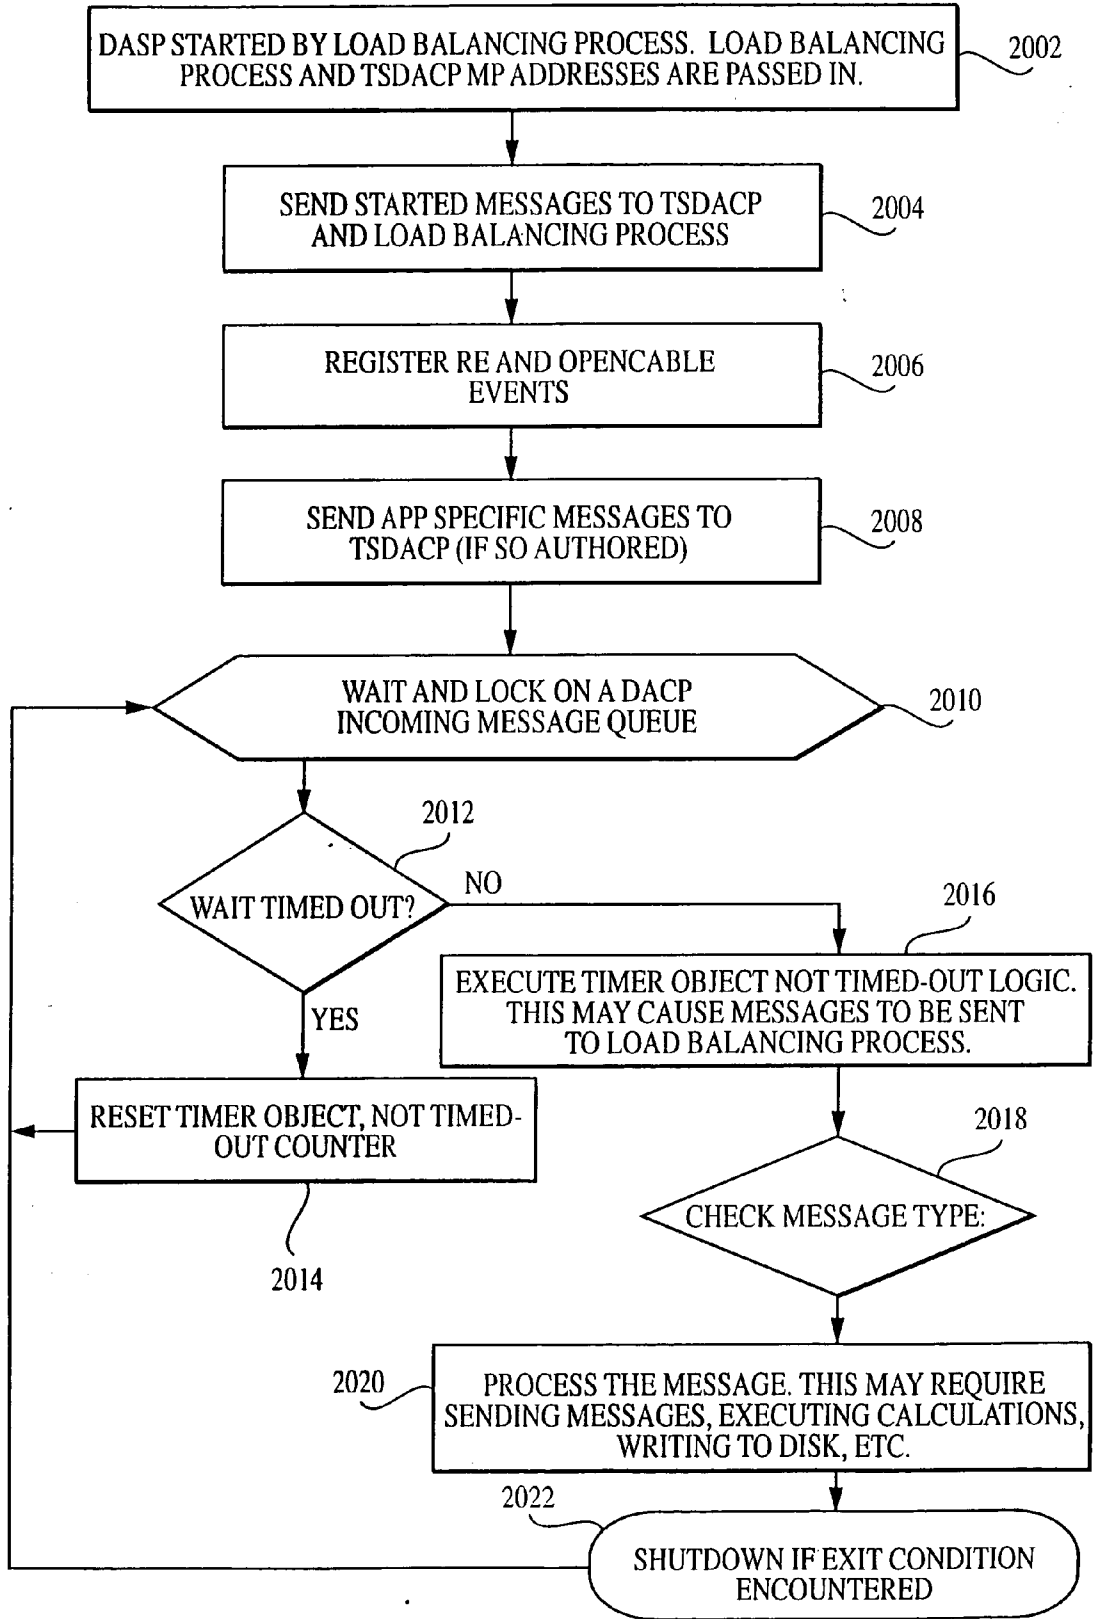 DASP STARTED BY LOAD BALANCING PROCESS. LOAD BALANCING
PROCESS AND TSDACP MP ADDRESSES ARE PASSED IN.
2002
SEND STARTED MESSAGES TO TSDACP
AND LOAD BALANCING PROCESS
2004
REGISTER RE AND OPENCABLE
EVENTS
2006
SEND APP SPECIFIC MESSAGES TO
TSDACP (IF SO AUTHORED)
2008
WAIT AND LOCK ON A DACP
INCOMING MESSAGE QUEUE
2010
2012
WAIT TIMED OUT?
NO
YES
2016
EXECUTE TIMER OBJECT NOT TIMED-OUT LOGIC.
THIS MAY CAUSE MESSAGES TO BE SENT
TO LOAD BALANCING PROCESS.
RESET TIMER OBJECT, NOT TIMED-
OUT COUNTER
2014
2018
CHECK MESSAGE TYPE:
2020
PROCESS THE MESSAGE. THIS MAY REQUIRE
SENDING MESSAGES, EXECUTING CALCULATIONS,
WRITING TO DISK, ETC.
2022
SHUTDOWN IF EXIT CONDITION
ENCOUNTERED